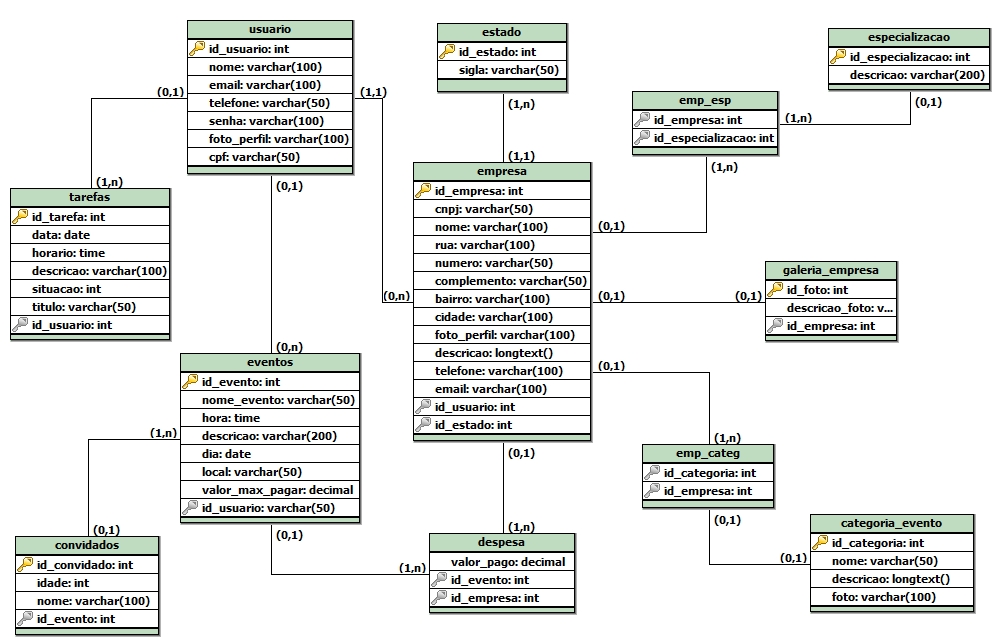 usuario
id_usuario: int
nome: varchar(100)
email: varchar(100)
telefone: varchar(50)
senha: varchar(100)
foto_perfil: varchar(100)
cpf: varchar(50)
estado
id_estado: int
sigla: varchar(50)
especializacao
id_especializacao: int
descricao: varchar(200)
emp_esp
id_empresa: int
id_especializacao: int
(0,1)
(1,1)
(1,n)
(1,n)
(0,1)
(1,n)
(1,1)
(1,n)
(0,1)
tarefas
id_tarefa: int
data: date
horario: time
descricao: varchar(100)
situacao: int
titulo: varchar(50)
id_usuario: int
empresa
id_empresa: int
cnpj: varchar(50)
nome: varchar(100)
rua: varchar(100)
numero: varchar(50)
complemento: varchar(50)
bairro: varchar(100)
cidade: varchar(100)
foto_perfil: varchar(100)
descricao: longtext()
telefone: varchar(100)
email: varchar(100)
id_usuario: int
id_estado: int
(0,1)
galeria_empresa
id_foto: int
descricao_foto: v...
id_empresa: int
(0,n)
(0,1)
(0,1)
(0,n)
(0,1)
eventos
id_evento: int
nome_evento: varchar(50)
hora: time
descricao: varchar(200)
dia: date
local: varchar(50)
valor_max_pagar: decimal
id_usuario: varchar(50)
(1,n)
(1,n)
emp_categ
id_categoria: int
id_empresa: int
(0,1)
(0,1)
(0,1)
(0,1)
(1,n)
(0,1)
(1,n)
convidados
id_convidado: int
idade: int
nome: varchar(100)
id_evento: int
despesa
valor_pago: decimal
id_evento: int
id_empresa: int
categoria_evento
id_categoria: int
nome: varchar(50)
descricao: longtext()
foto: varchar(100)